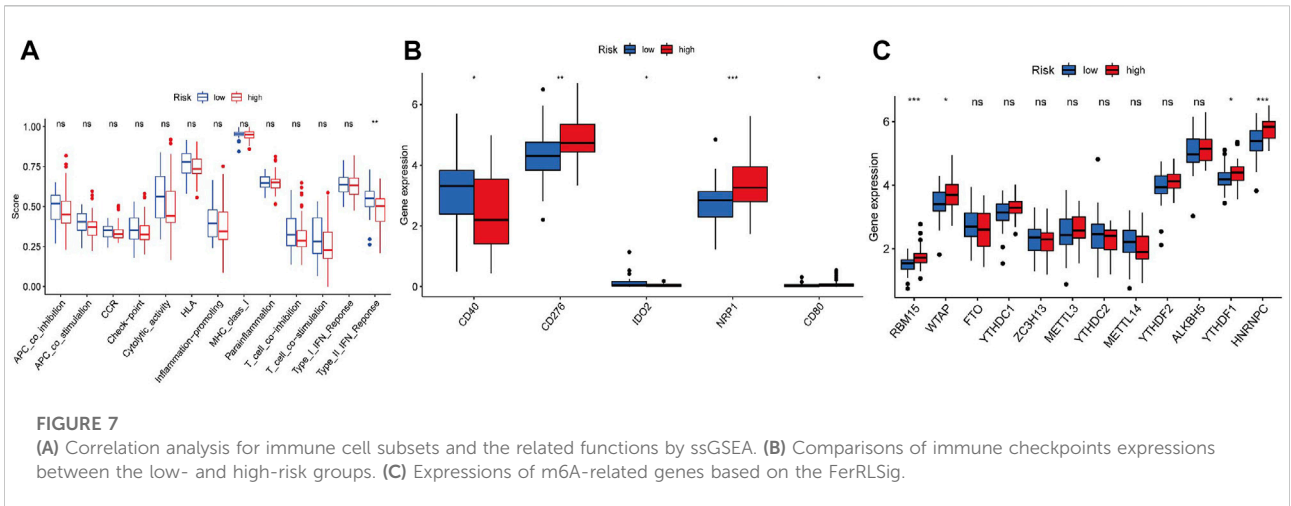 A
Risk low high
ns ns ns ns ns ns ns ns ns ns ns ns **
1.00
0.75
0.50
0.25
0.00
Score
APC_co_inhibition
APC_co_stimulation
CCR
Check-point
Cytolytic_activity
HLA
Inflammation-promoting
MHC_class_I
Parainflammation
T_cell_co-inhibition
T_cell_co-stimulation
Type_I_IFN_Reponse
Type_II_IFN_Reponse
B
Risk low high
* ** * *** *
6
4
2
0
Gene expression
CD40
CD276
IDO2
NRP1
CD80
C
Risk low high
*** * ns ns ns ns ns ns ns ns * ***
6
4
2
0
Gene expression
RBM15
WTAP
FTO
YTHDC1
ZC3H13
METTL3
YTHDC2
METTL14
YTHDF2
ALKBH5
YTHDF1
HNRNPC
FIGURE 7
(A) Correlation analysis for immune cell subsets and the related functions by ssGSEA. (B) Comparisons of immune checkpoints expressions
between the low- and high-risk groups. (C) Expressions of m6A-related genes based on the FerRLSig.